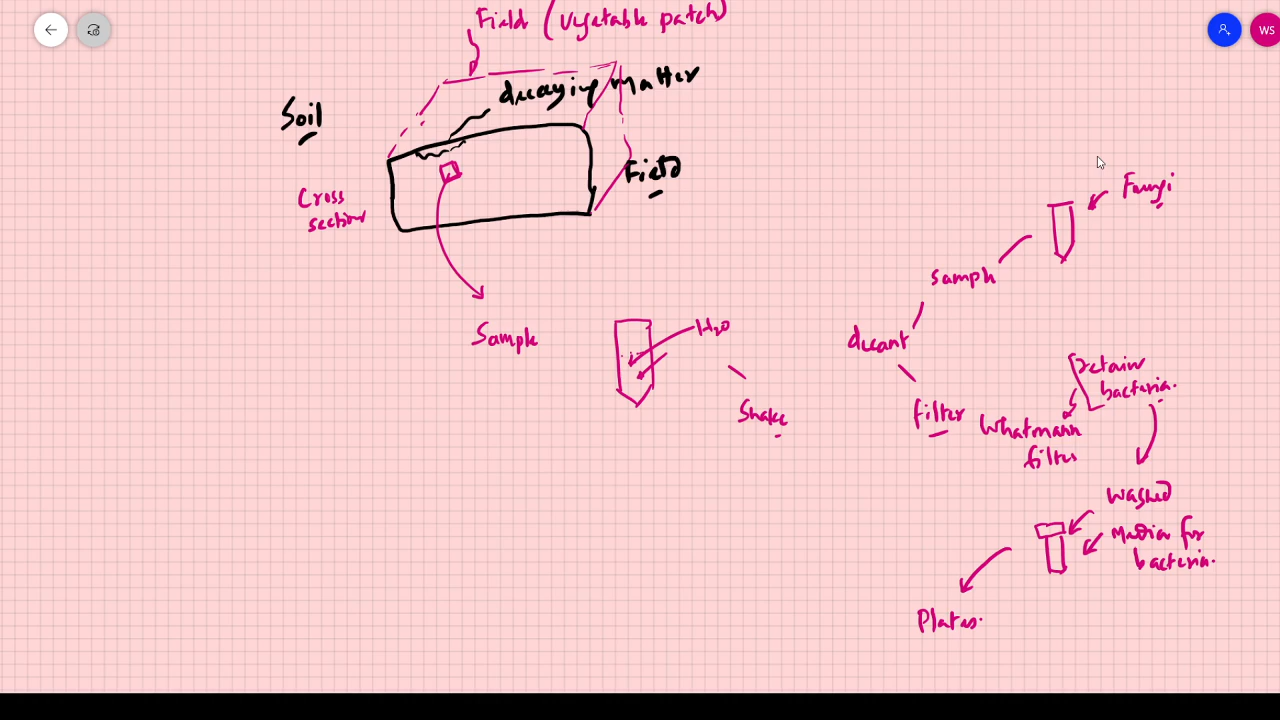 Field (Vegetable patch)
decaying matter
Soil
Field
Cross
section
Fungi
Sample
Sample
H2O
decant
Shake
retain
bacteria.
filter
Whatmann
filter
Washed
Media for
bacteria.
Plates.
WS